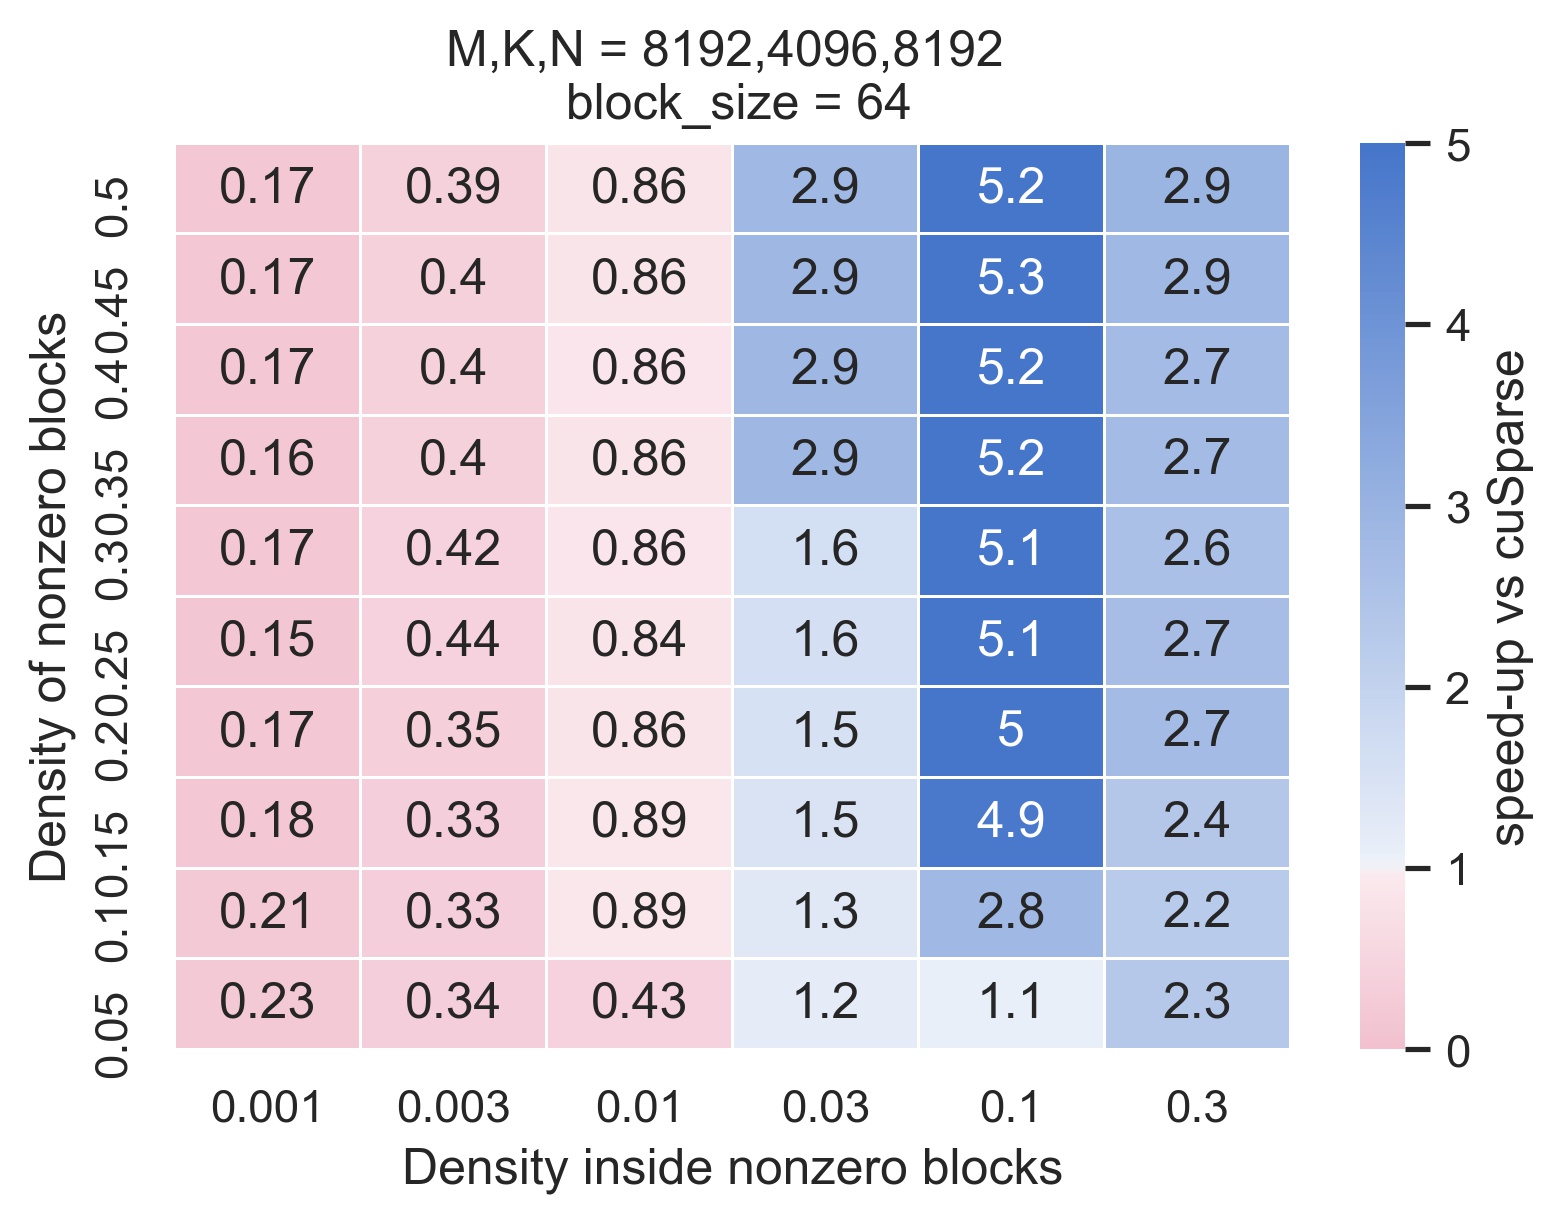 M,K,N = 8192,4096,8192
block_size = 64
Density of nonzero blocks
0.5 0.17 0.39 0.86 2.9 5.2 2.9
0.45 0.17 0.4 0.86 2.9 5.3 2.9
0.4 0.17 0.4 0.86 2.9 5.2 2.7
0.35 0.16 0.4 0.86 2.9 5.2 2.7
0.30 0.17 0.42 0.86 1.6 5.1 2.6
0.25 0.15 0.44 0.84 1.6 5.1 2.7
0.20 0.17 0.35 0.86 1.5 5 2.7
0.15 0.18 0.33 0.89 1.5 4.9 2.4
0.10 0.21 0.33 0.89 1.3 2.8 2.2
0.05 0.23 0.34 0.43 1.2 1.1 2.3
0.001 0.003 0.01 0.03 0.1 0.3
Density inside nonzero blocks
5
4
3
2
1
0
speed-up vs cuSparse